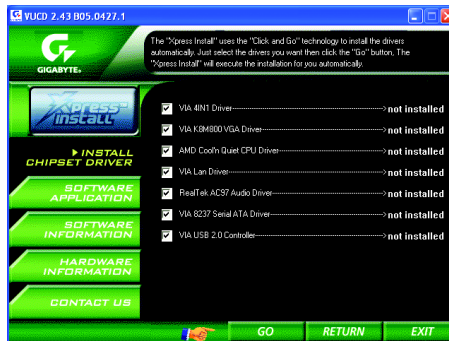 VUCD 2.43 B05.0427.1
GIGABYTE
The "Xpress Install" uses the "Click and Go" technology to install the drivers
automatically. Just select the drivers you want then click the "Go" button, The
"Xpress Install" will execute the installation for you automatically.
Xpress™
install
INSTALL
CHIPSET DRIVER
SOFTWARE
APPLICATION
SOFTWARE
INFORMATION
HARDWARE
INFORMATION
CONTACT US
VIA 4IN1 Driver not installed
VIA K8M800 VGA Driver not installed
AMD Cool'n Quiet CPU Driver not installed
VIA Lan Driver not installed
RealTek AC97 Audio Driver not installed
VIA 8237 Serial ATA Driver not installed
VIA USB 2.0 Controller not installed
GO RETURN EXIT